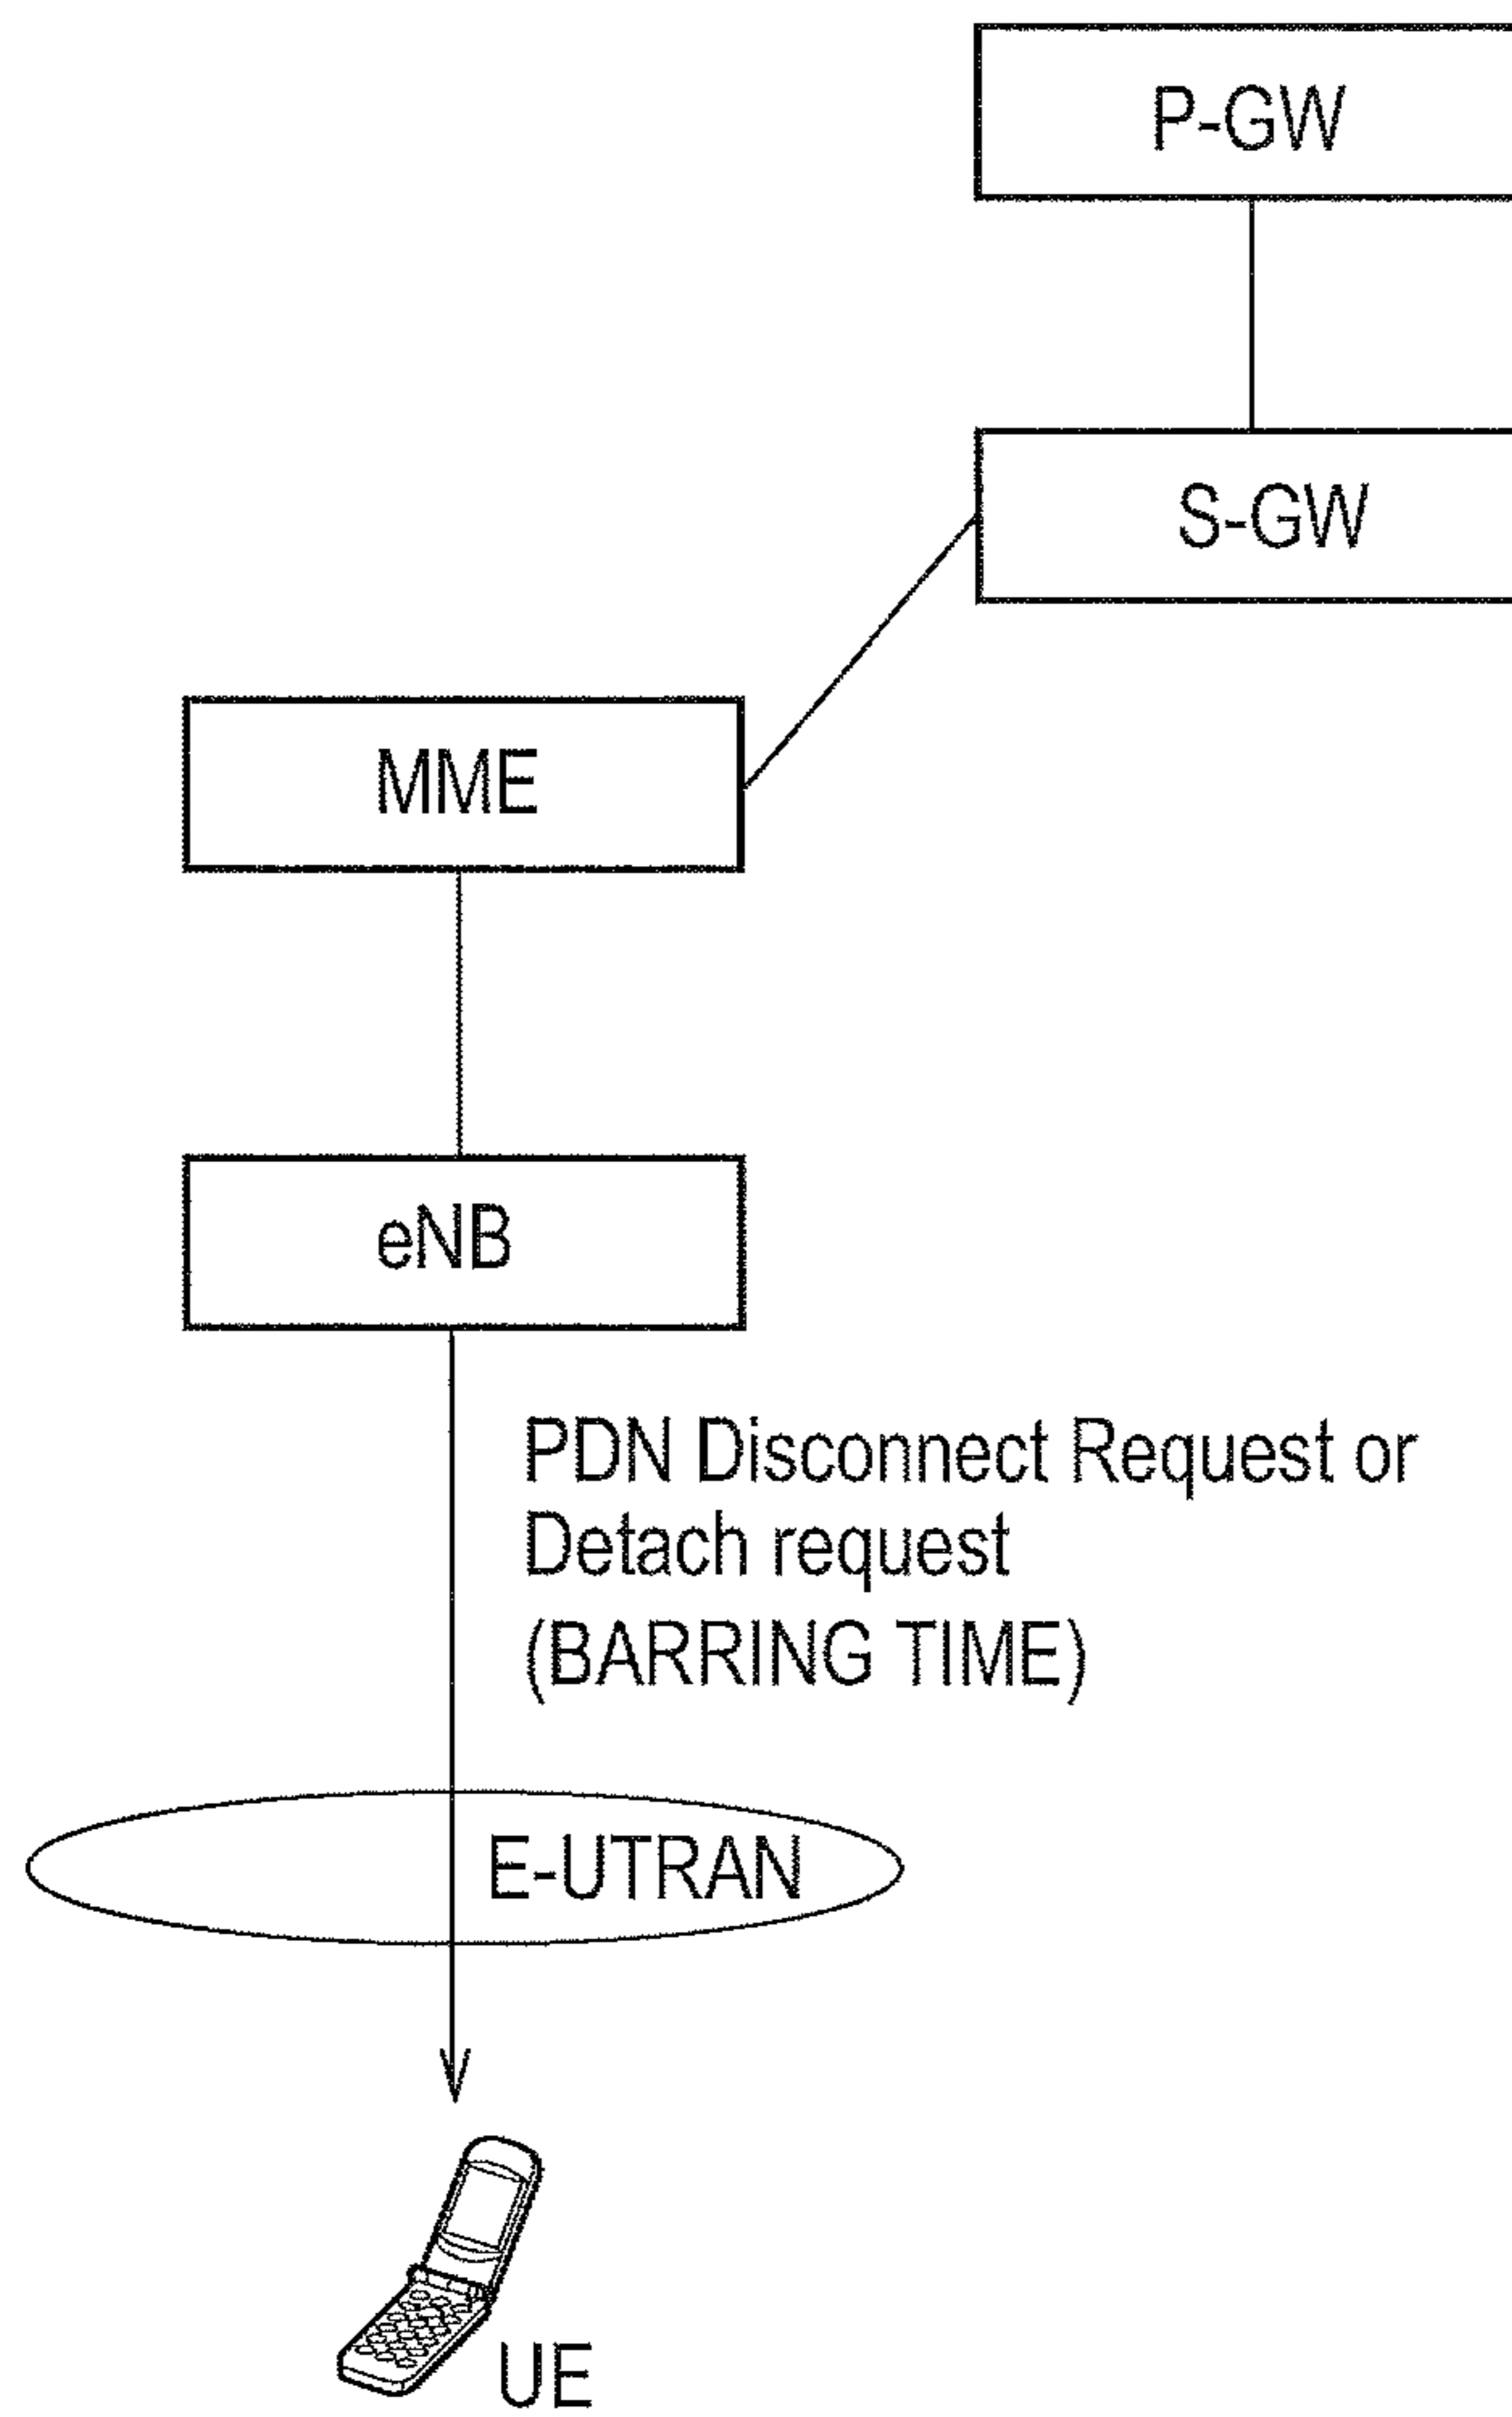 P-GW
S-GW
MME
eNB
PDN Disconnect Request or
Detach request
(BARRING TIME)
E-UTRAN
UE